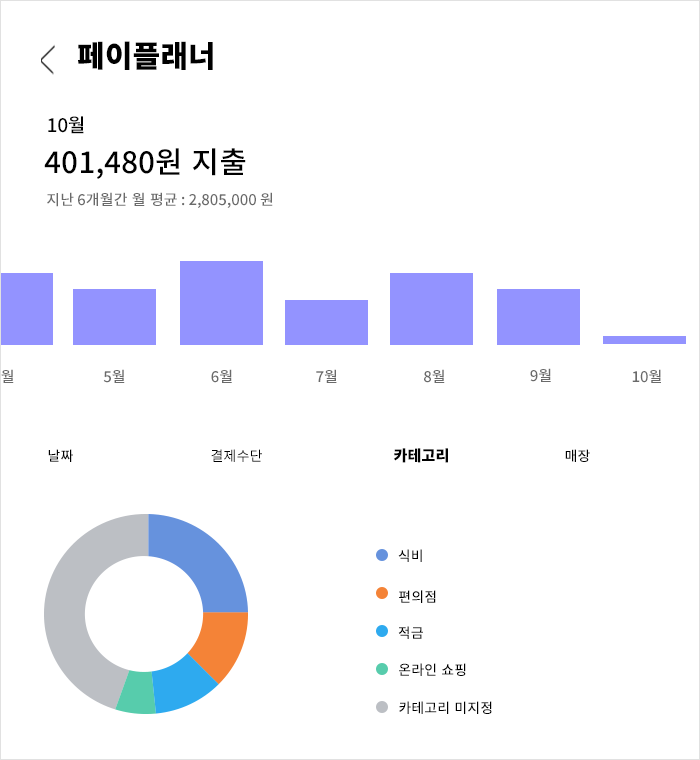 페이플래너
10월
401,480원 지출
지난 6개월간 월 평균 : 2,805,000 원
월 5월 6월 7월 8월 9월 10월
날짜 결제수단 카테고리 매장
식비
편의점
적금
온라인 쇼핑
카테고리 미지정